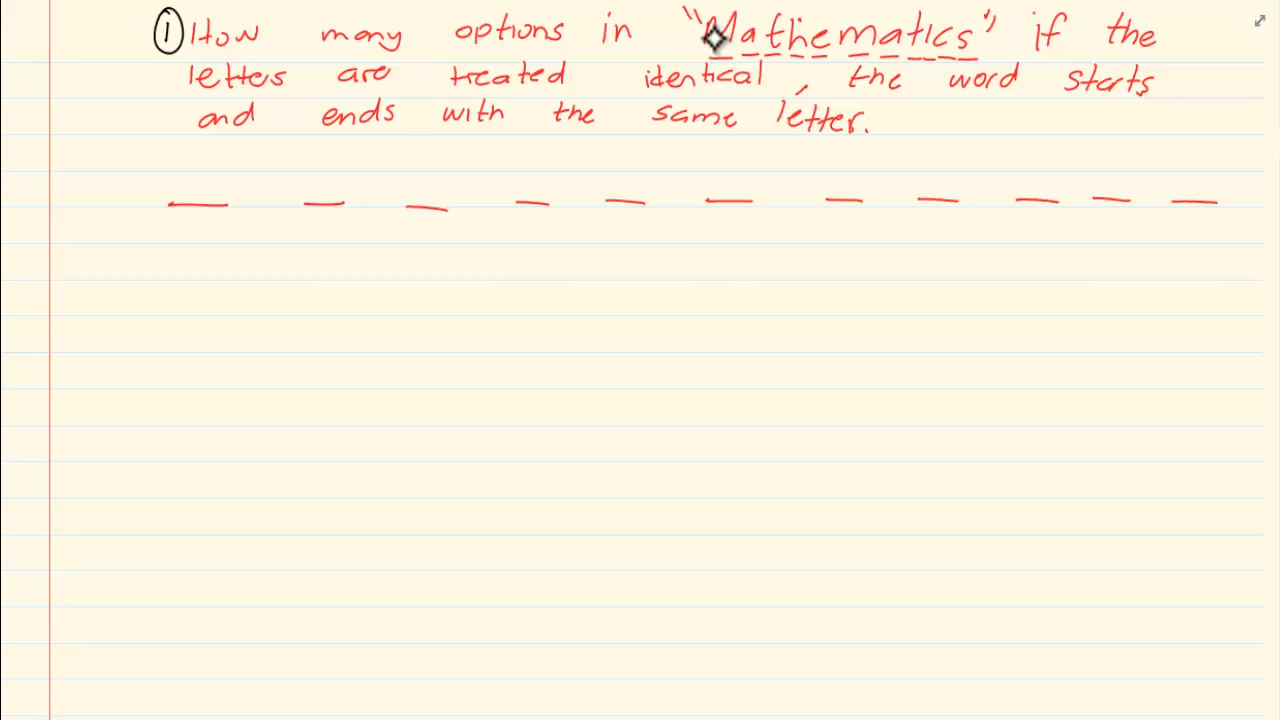 ① How many options in "Mathematics" if the
letters are treated identical, the word starts
and ends with the same letter.